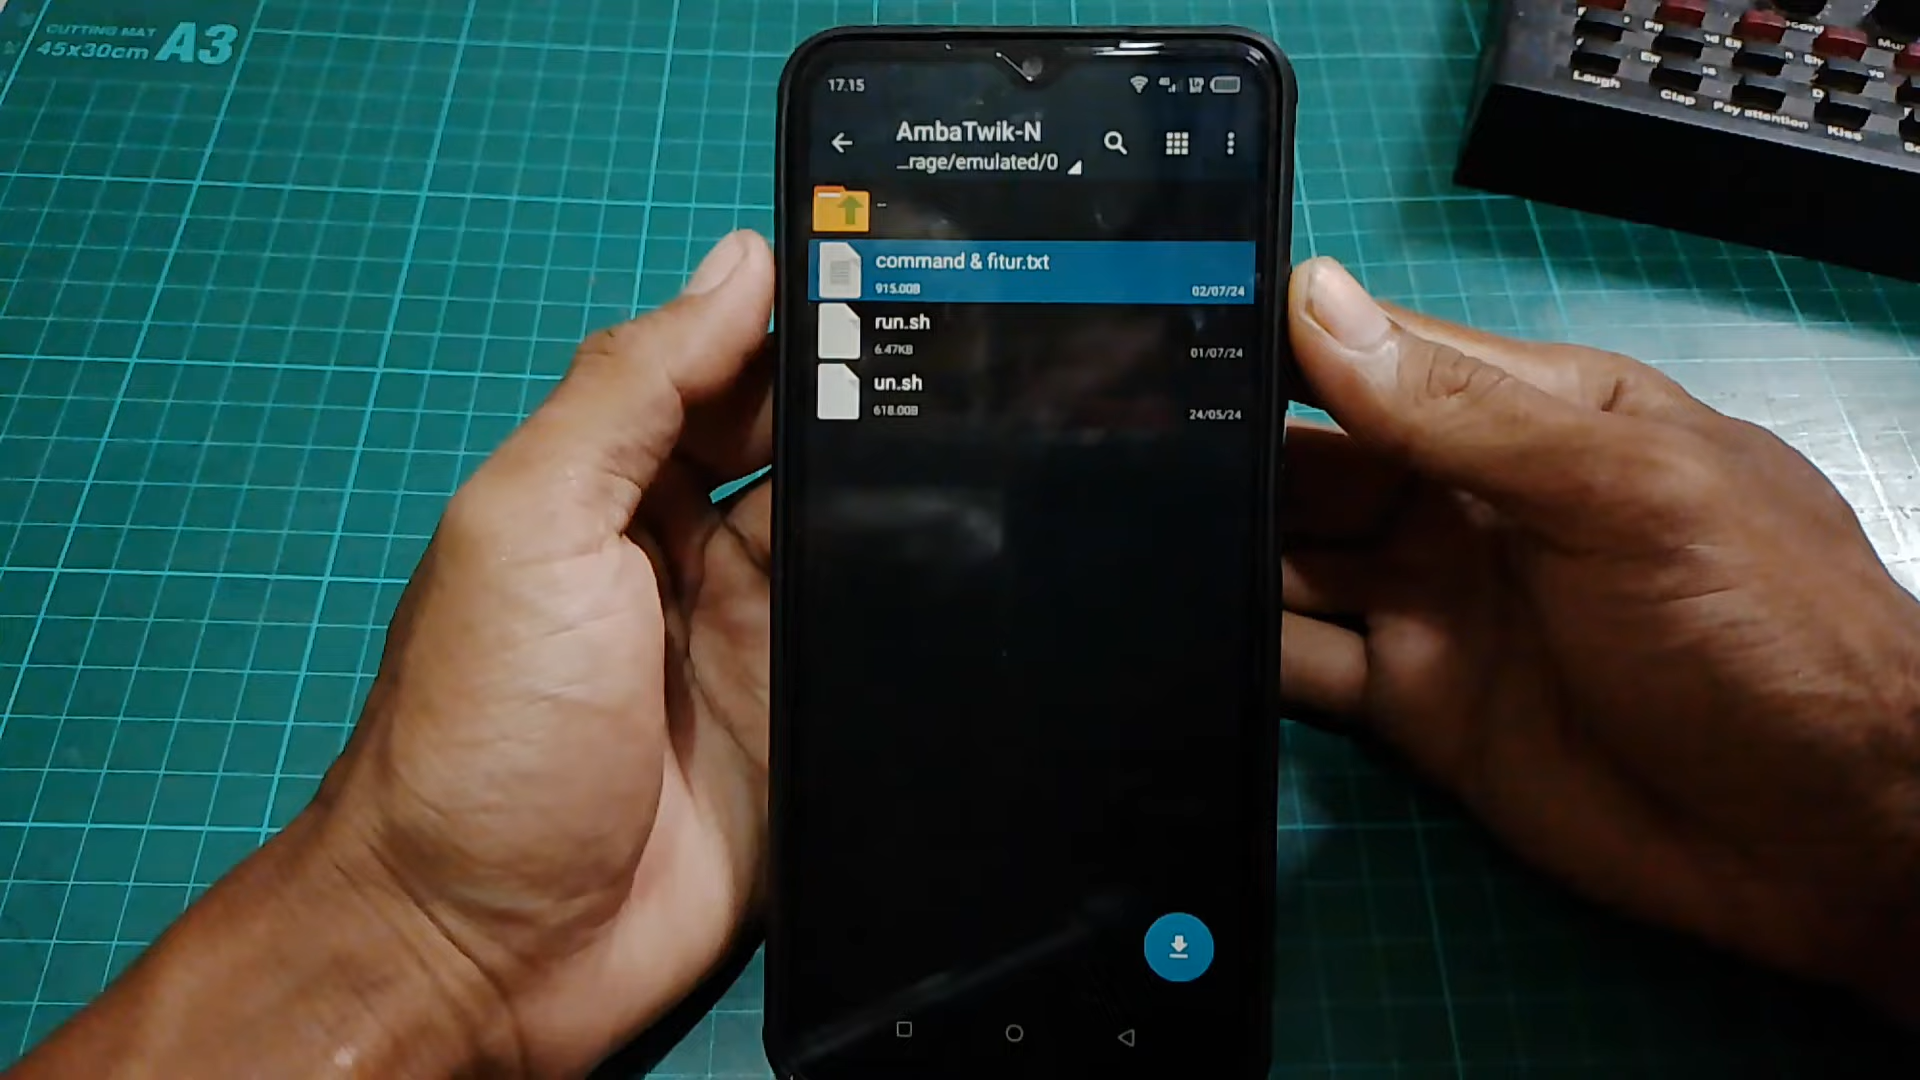 CUTTING MAT
45x30cm A3
17.15
AmbaTwik-N
_rage/emulated/0
..
command & fitur.txt
915.00B
02/07/24
run.sh
6.47KB
01/07/24
un.sh
618.00B
24/05/24
Laugh
Clap
Pay attention
Kiss